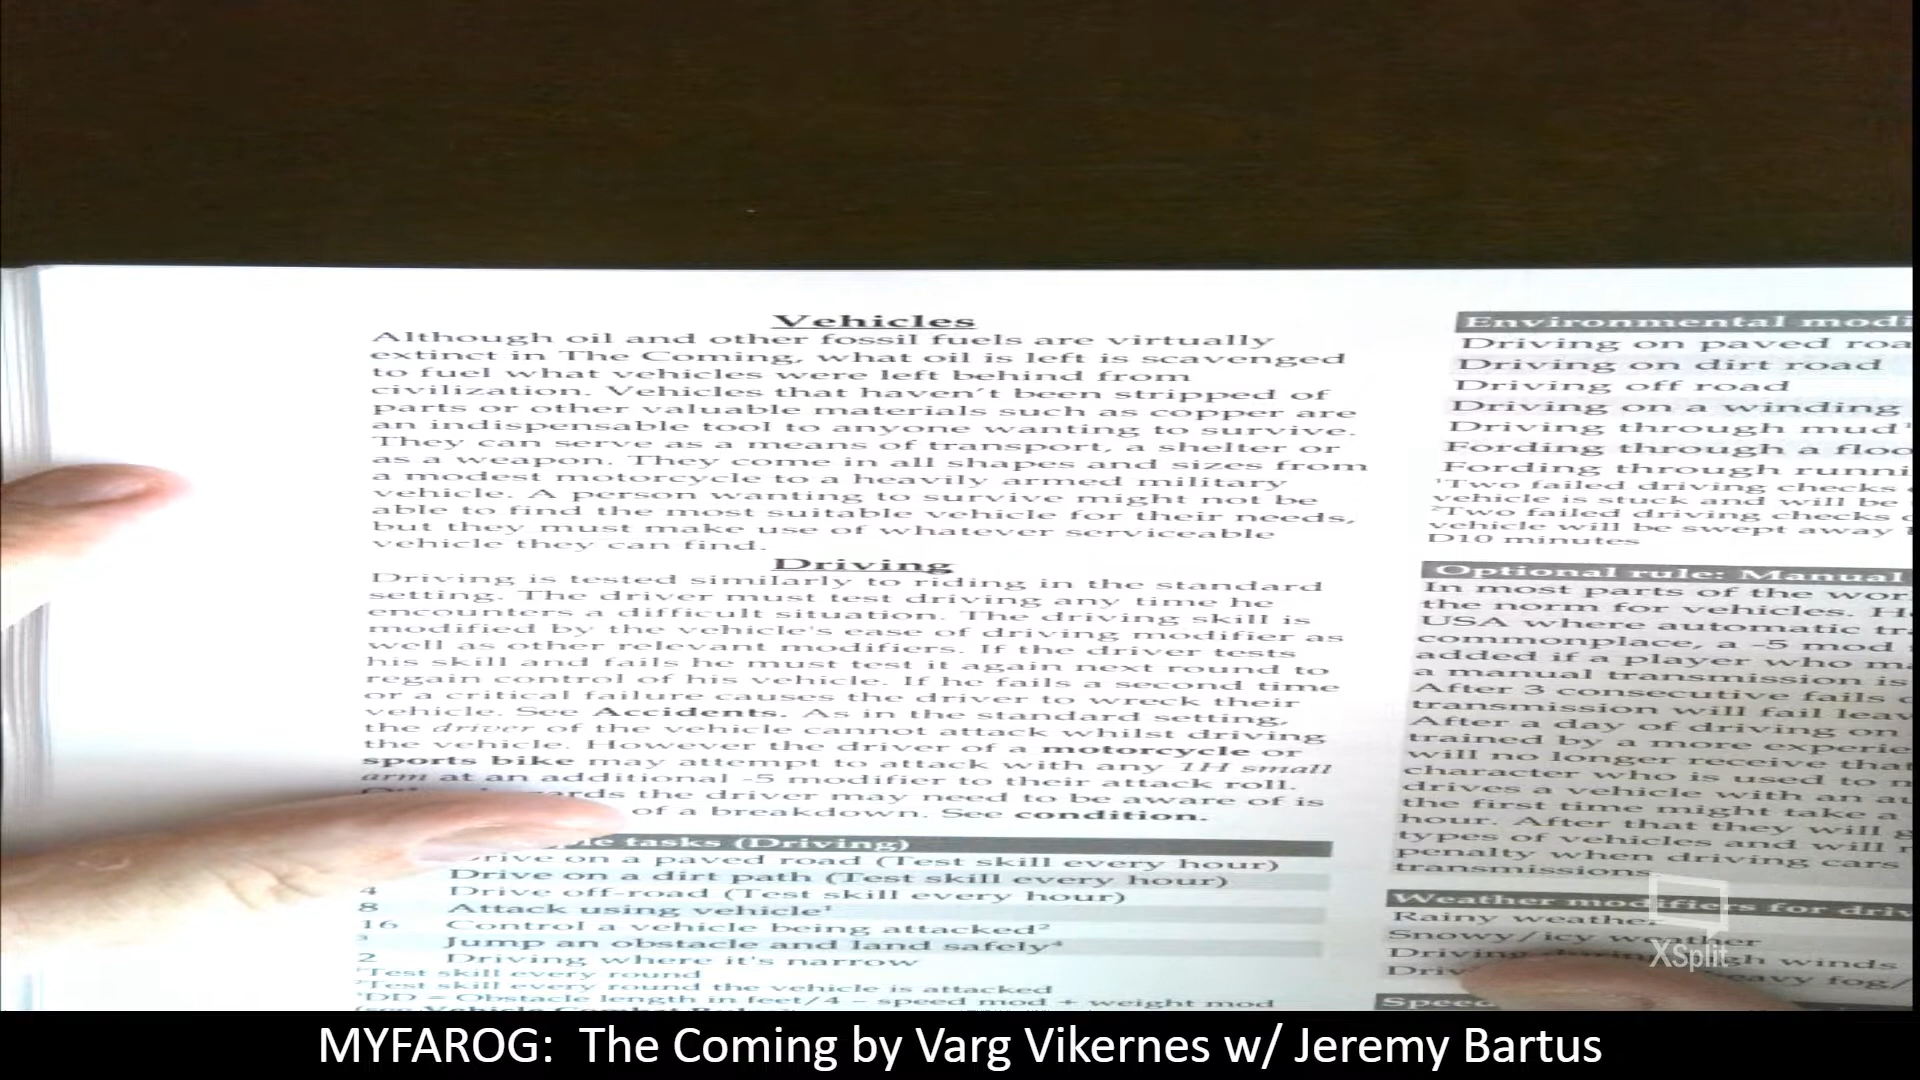 Vehicles
Although oil and other fossil fuels are virtually
extinct in The Coming, what oil is left is scavenged
to fuel what vehicles were left behind from
civilization. Vehicles that haven't been stripped of
parts or other valuable materials such as copper are
an indispensable tool to anyone wanting to survive.
They can serve as a means of transport, a shelter or
as a weapon. They come in all shapes and sizes from
a modest motorcycle to a heavily armed military
vehicle. A person wanting to survive might not be
able to find the most suitable vehicle for their needs,
but they must make use of whatever serviceable
vehicle they can find.
Driving
Driving is tested similarly to riding in the standard
setting. The driver must test driving any time he
encounters a difficult situation. The driving skill is
modified by the vehicle's ease of driving modifier as
well as other relevant modifiers. If the driver tests
his skill and fails he must test it again next round to
regain control of his vehicle. If he fails a second time
or a critical failure causes the driver to wreck their
vehicle. See Accidents. As in the standard setting,
the driver of the vehicle cannot attack whilst driving
the vehicle. However the driver of a motorcycle or
sports bike may attempt to attack with any 1H small
arm at an additional -5 modifier to their attack roll.
the driver may need to be aware of is
of a breakdown. See condition.
tasks (Driving)
Drive on a paved road (Test skill every hour)
Drive on a dirt path (Test skill every hour)
4 Drive off-road (Test skill every hour)
8 Attack using vehicle¹
16 Control a vehicle being attacked²
³ Jump an obstacle and land safely⁴
2 Driving where it's narrow
¹Test skill every round
²Test skill every round the vehicle is attacked
³DD = Obstacle length in feet/4 – speed mod + weight mod
Environmental
Driving on paved
Driving on dirt road
Driving off road
Driving on a winding
Driving through mud¹
Fording through a
Fording through
¹Two failed driving checks
vehicle is stuck and will be
²Two failed driving checks
vehicle will be swept away
D10 minutes
Optional rule: Manual
In most parts of the
the norm for vehicles.
USA where automatic
commonplace, a -5 mod
added if a player who
a manual transmission is
After 3 consecutive fails
transmission will fail
After a day of driving on
trained by a more
will no longer receive that
character who is used to
drives a vehicle with an
the first time might take a
hour. After that they will
types of vehicles and will
penalty when driving cars
transmissions.
Weather modifiers for
Rainy weather
Snowy/icy weather
Driving winds
heavy fog/
XSplit
MYFAROG: The Coming by Varg Vikernes w/ Jeremy Bartus